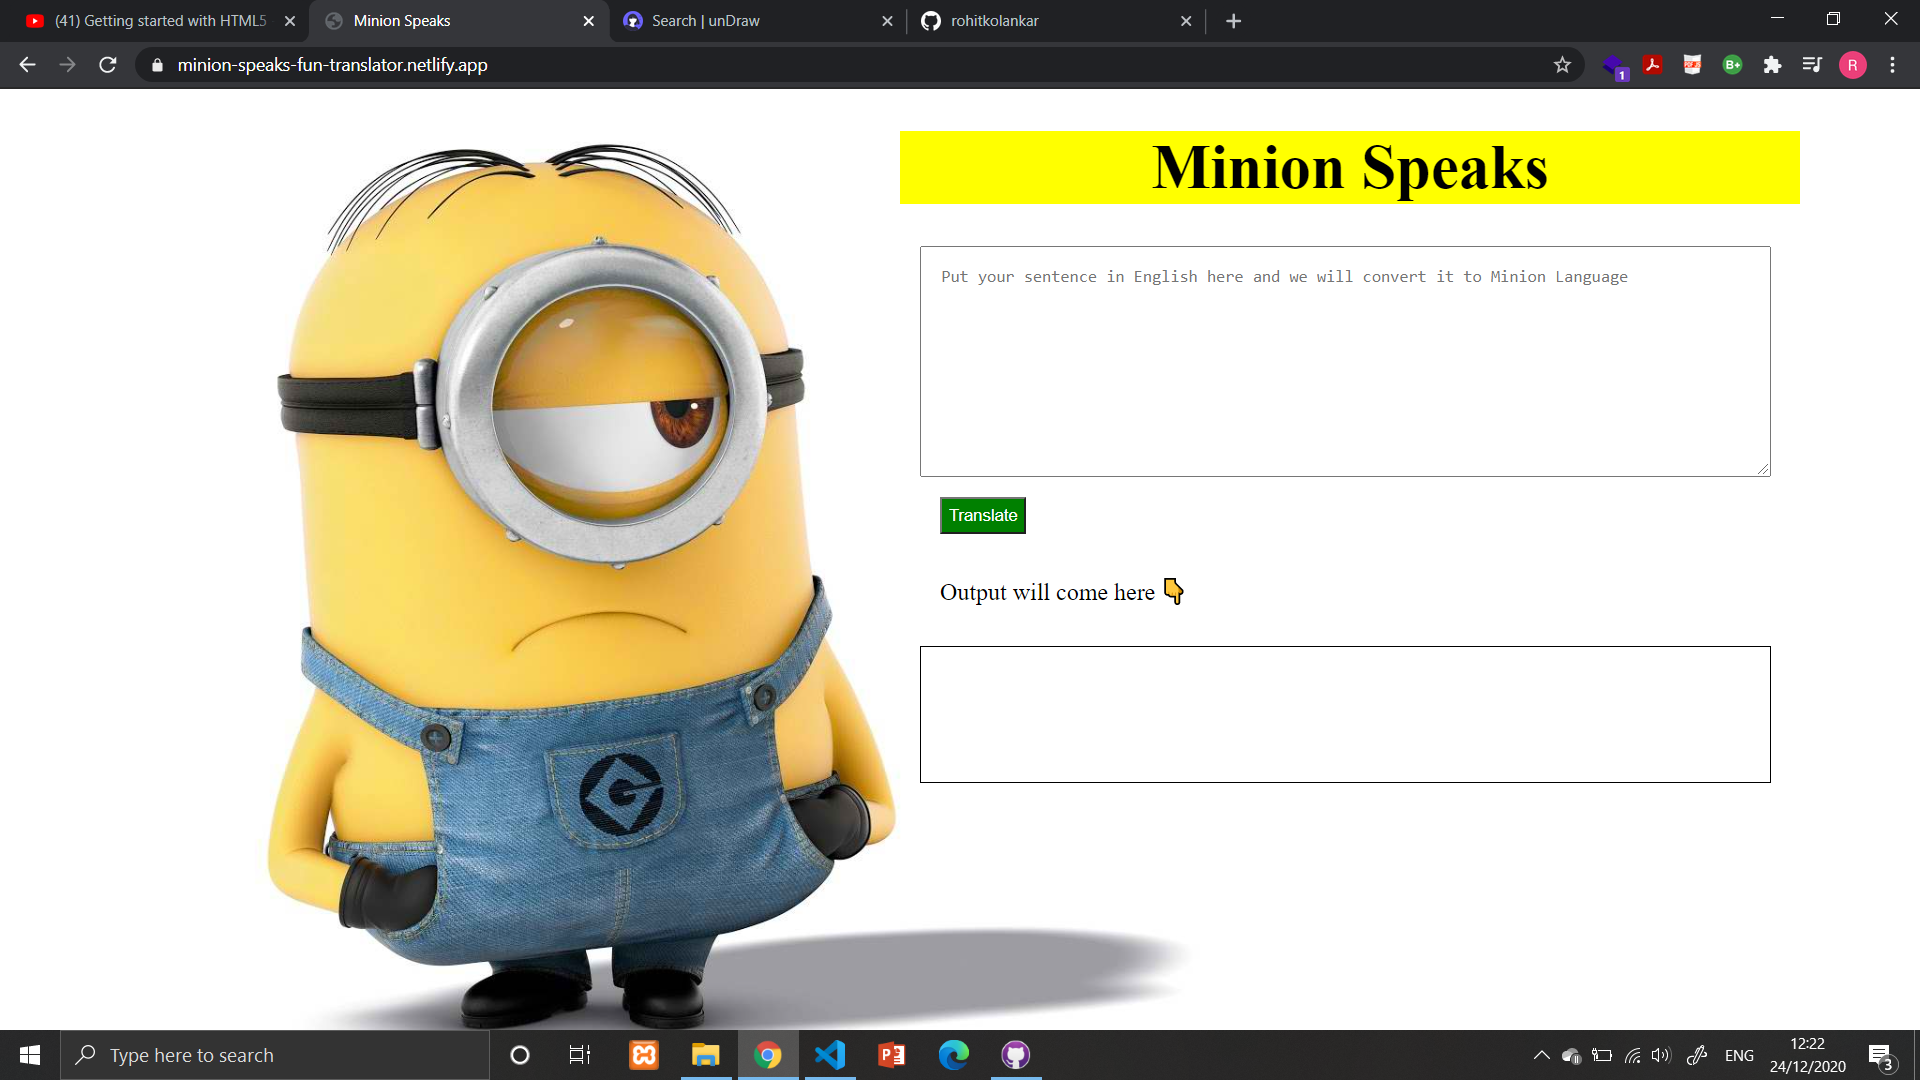 (41) Getting started with HTML5
Minion Speaks
Search | unDraw
rohitkolankar
minion-speaks-fun-translator.netlify.app
1
B+
R
Minion Speaks
Put your sentence in English here and we will convert it to Minion Language
Translate
Output will come here 👇
Type here to search
ENG
12:22
24/12/2020
3